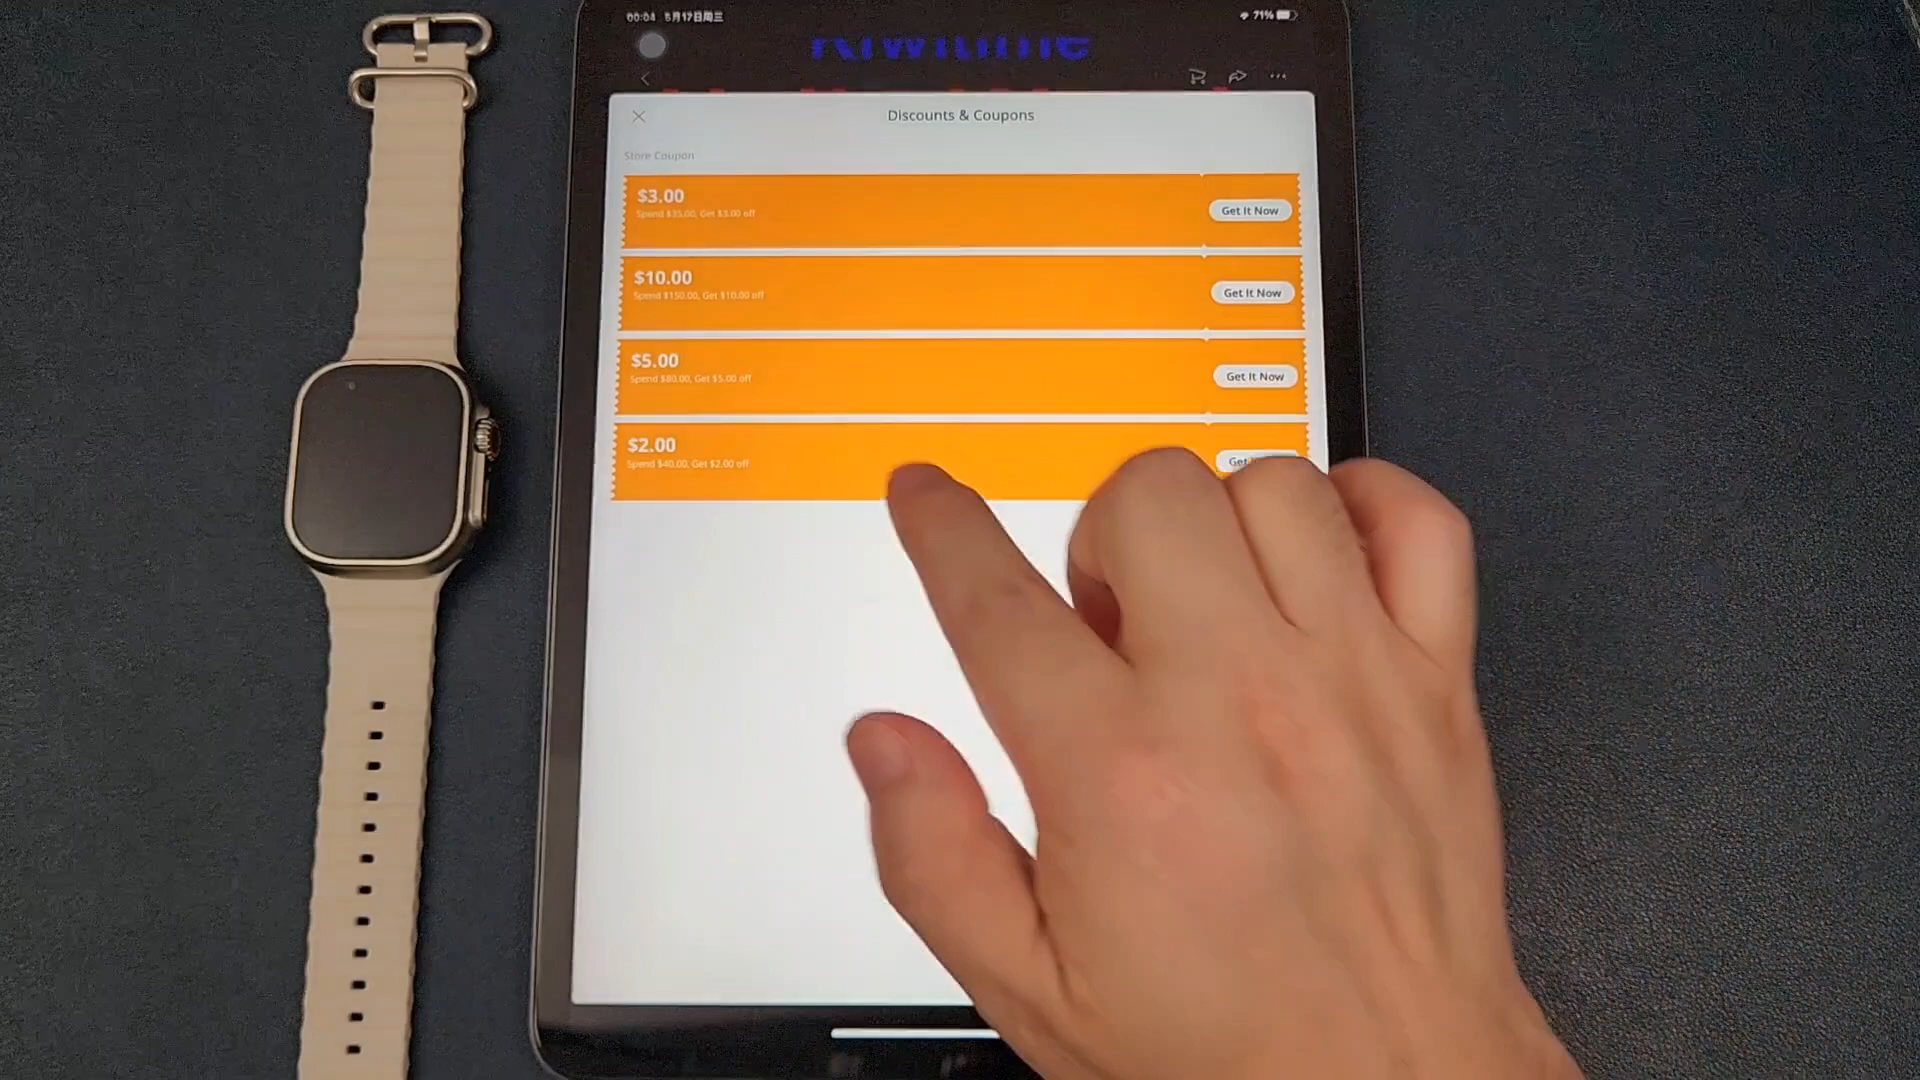 00:04 5月17日周三
71%
Discounts & Coupons
Store Coupon
$3.00
Spend $35.00, Get $3.00 off
Get It Now
$10.00
Spend $150.00, Get $10.00 off
Get It Now
$5.00
Spend $80.00, Get $5.00 off
Get It Now
$2.00
Spend $40.00, Get $2.00 off
Get